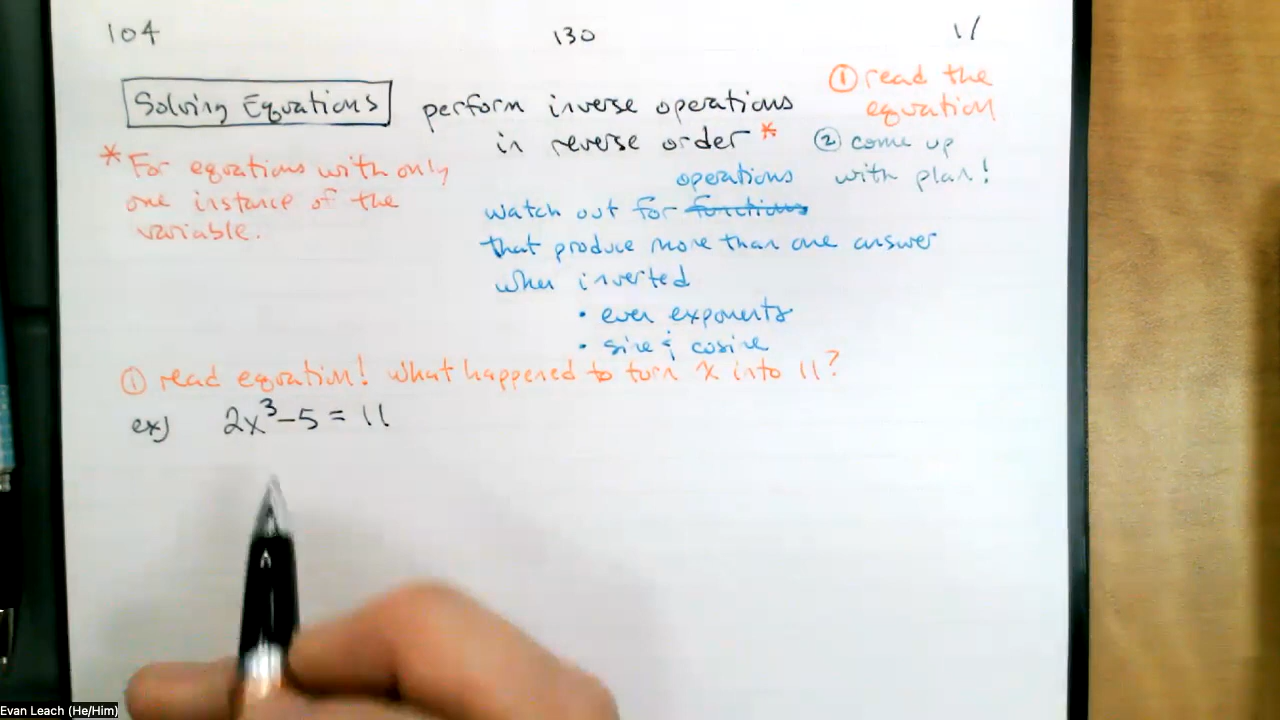 104 130 1/
Solving Equations
perform inverse operations
in reverse order *
① read the
equation
② come up
with plan!
* For equations with only
one instance of the
variable.
operations
watch out for functions
that produce more than one answer
when inverted
• even exponents
• sine & cosine
① read equation! What happened to turn x into 11?
ex) 2x³-5 = 11
Evan Leach (He/Him)